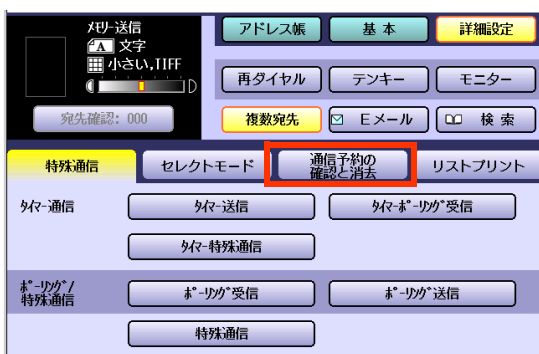 ﾒﾓﾘｰ送信
A 文字
小さい,TIFF
D
宛先確認: 000
アドレス帳
基 本
詳細設定
再ダイヤル
テンキー
モニター
複数宛先
Ｅメール
検 索
特殊通信
セレクトモード
通信予約の
確認と消去
リストプリント
ﾀｲﾏｰ通信
ﾀｲﾏｰ送信
ﾀｲﾏｰﾎﾟｰﾘﾝｸﾞ受信
ﾀｲﾏｰ特殊通信
ﾎﾟｰﾘﾝｸﾞ/
特殊通信
ﾎﾟｰﾘﾝｸﾞ受信
ﾎﾟｰﾘﾝｸﾞ送信
特殊通信